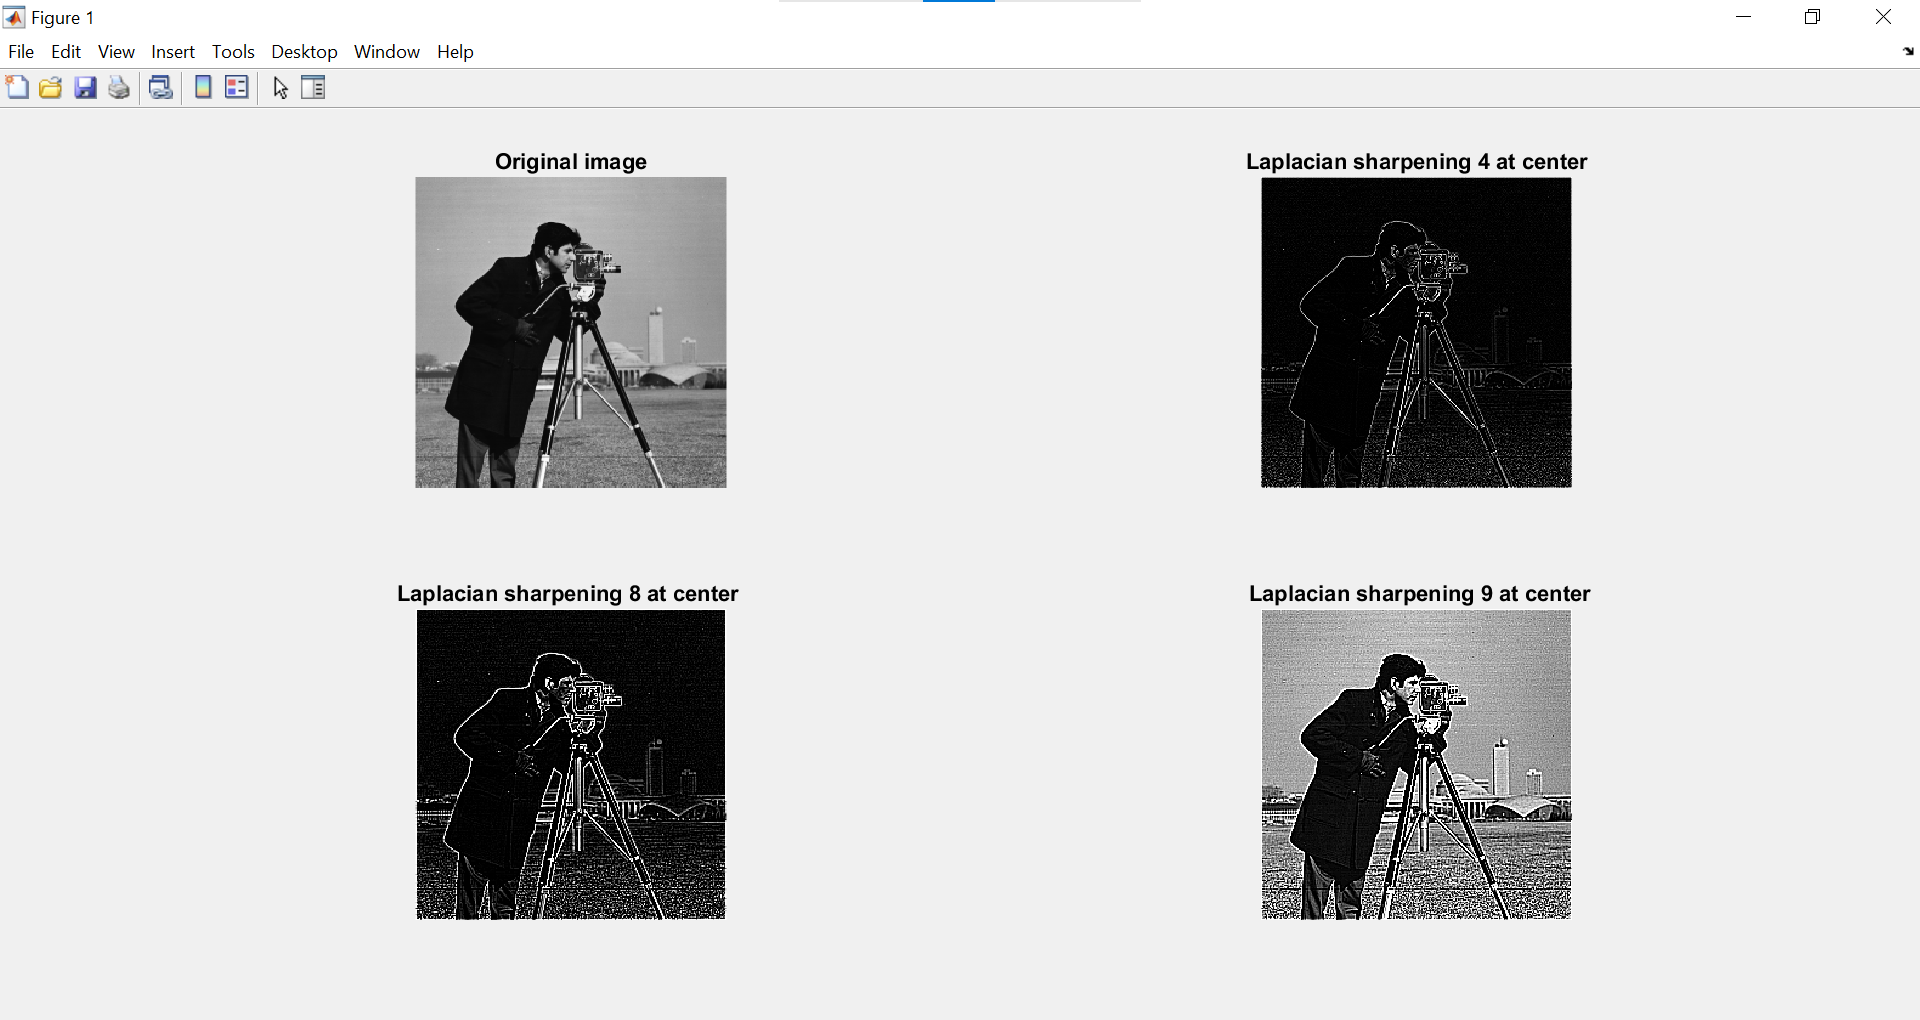 Figure 1
File Edit View Insert Tools Desktop Window Help
Original image
Laplacian sharpening 4 at center
Laplacian sharpening 8 at center
Laplacian sharpening 9 at center